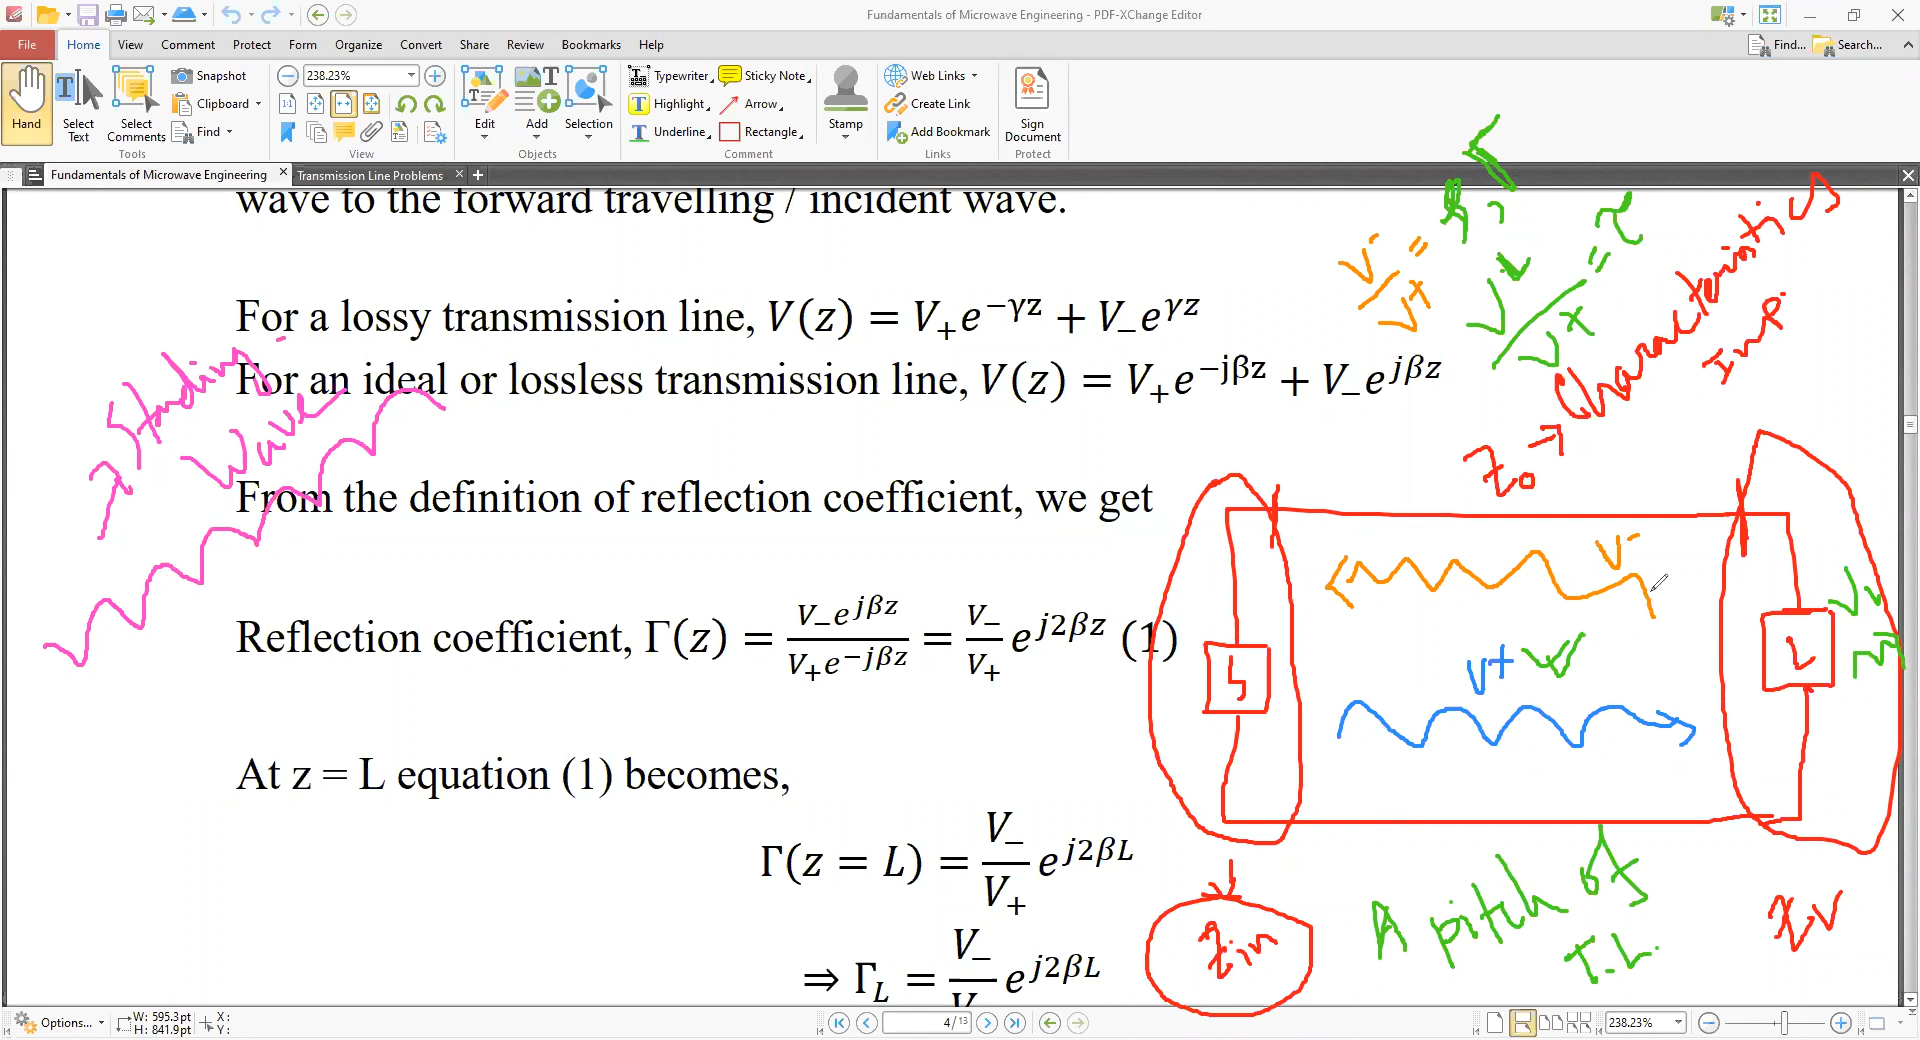 Fundamentals of Microwave Engineering - PDF-XChange Editor
File Home View Comment Protect Form Organize Convert Share Review Bookmarks Help Find... Search...
Hand
Select Text
Select Comments
Snapshot
Clipboard
Find
Tools
238.23%
View
Edit
Add
Selection
Objects
Typewriter
Highlight
Underline
Sticky Note
Arrow
Rectangle
Comment
Stamp
Web Links
Create Link
Add Bookmark
Links
Sign Document
Protect
Fundamentals of Microwave Engineering
Transmission Line Problems
wave to the forward travelling / incident wave.
For a lossy transmission line, V(z) = V₊e^−γz + V₋e^γz
For an ideal or lossless transmission line, V(z) = V₊e^−jβz + V₋e^jβz
From the definition of reflection coefficient, we get
Reflection coefficient, Γ(z) = V₋e^jβz / V₊e^−jβz = V₋/V₊ e^j2βz (1)
At z = L equation (1) becomes,
Γ(z = L) = V₋/V₊ e^j2βL
⇒ Γ_L = V₋/V e^j2βL
Standing
Wave
V⁻/V⁺ =
Z₀ → Characteristics
Imp.
V⁻
V+
L
Zin
A pitch of
T.L.
Options...
W: 595.3pt
H: 841.9pt
X:
Y:
4 / 13
238.23%